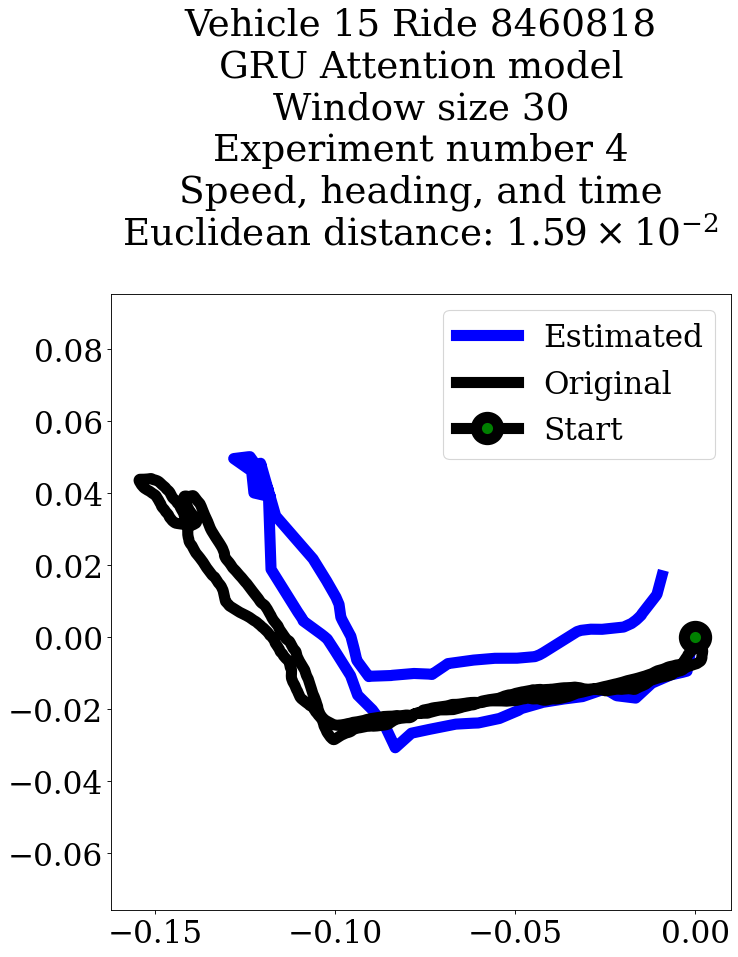 Vehicle 15 Ride 8460818
GRU Attention model
Window size 30
Experiment number 4
Speed, heading, and time
Euclidean distance: 1.59 × 10⁻²
Estimated
Original
Start
0.08
0.06
0.04
0.02
0.00
−0.02
−0.04
−0.06
−0.15 −0.10 −0.05 0.00